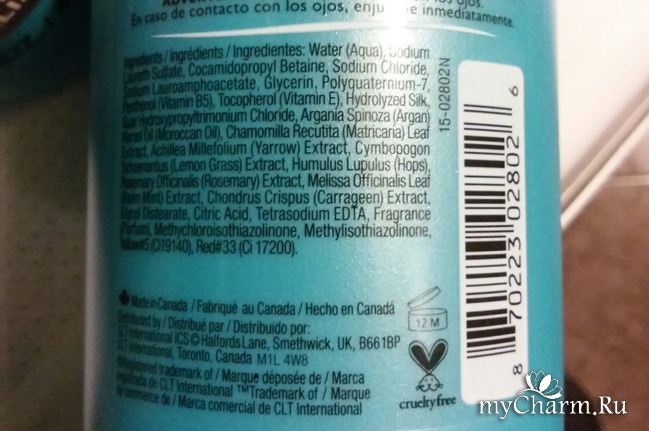 En caso de contacto con los ojos, enjuague inmediatamente.
Ingredients / Ingrédients / Ingredientes: Water (Aqua), Sodium
Laureth Sulfate, Cocamidopropyl Betaine, Sodium Chloride,
Sodium Lauroamphoacetate, Glycerin, Polyquaternium-7,
Panthenol (Vitamin B5), Tocopherol (Vitamin E), Hydrolyzed Silk,
Guar Hydroxypropyltrimonium Chloride, Argania Spinoza (Argan)
Kernel Oil (Moroccan Oil), Chamomilla Recutita (Matricaria) Leaf
Extract, Achillea Millefolium (Yarrow) Extract, Cymbopogon
Schoenanthus (Lemon Grass) Extract, Humulus Lupulus (Hops),
Rosemary Officinalis (Rosemary) Extract, Melissa Officinalis Leaf
(Balm Mint) Extract, Chondrus Crispus (Carrageen) Extract,
Glycol Distearate, Citric Acid, Tetrasodium EDTA, Fragrance
(Parfum), Methychloroisothiazolinone, Methylisothiazolinone,
Yellow#5 (Ci19140), Red#33 (Ci 17200).
15-02802N
8 70223 02802 6
Made in Canada / Fabriqué au Canada / Hecho en Canadá
Distributed by / Distribué par / Distribuido por:
CLT International ICS © Halfords Lane, Smethwick, UK, B661BP
CLT International, Toronto, Canada M1L 4W8
Registered trademark of / Marque déposée de / Marca
Registrada de CLT International ™Trademark of / Marque
de commerce de / Marca comercial de CLT International
12 M
cruelty free
myCharm.Ru